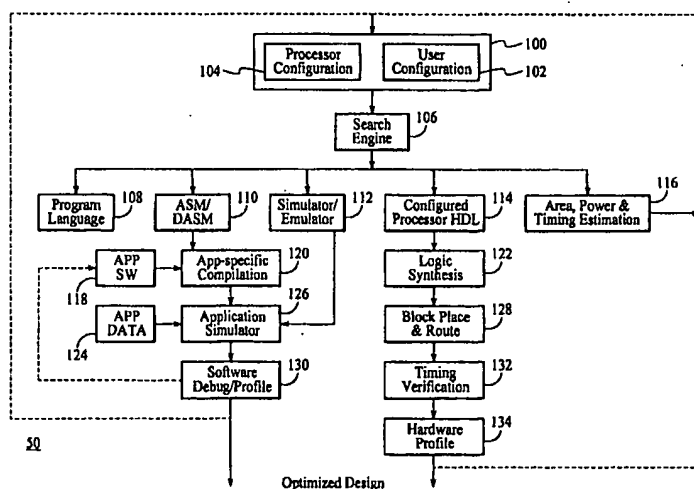 100
Processor
Configuration
104
User
Configuration
102
Search
Engine
106
Program
Language
108
ASM/
DASM
110
Simulator/
Emulator
112
Configured
Processor HDL
114
Area, Power &
Timing Estimation
116
APP
SW
118
App-specific
Compilation
120
Logic
Synthesis
122
APP
DATA
124
Application
Simulator
126
Block Place
& Route
128
Software
Debug/Profile
130
Timing
Verification
132
Hardware
Profile
134
50
Optimized Design